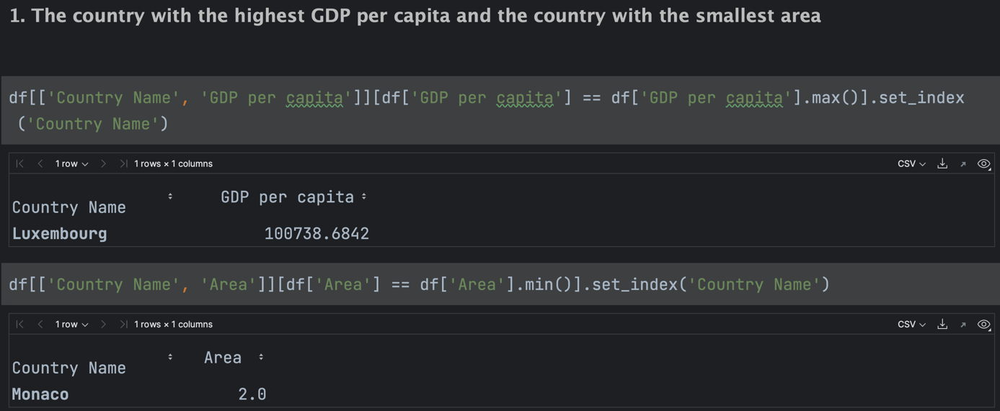 1. The country with the highest GDP per capita and the country with the smallest area
df[['Country Name', 'GDP per capita']][df['GDP per capita'] == df['GDP per capita'].max()].set_index
('Country Name')
1 row 1 rows × 1 columns CSV
GDP per capita
Country Name
Luxembourg 100738.6842
df[['Country Name', 'Area']][df['Area'] == df['Area'].min()].set_index('Country Name')
1 row 1 rows × 1 columns CSV
Area
Country Name
Monaco 2.0